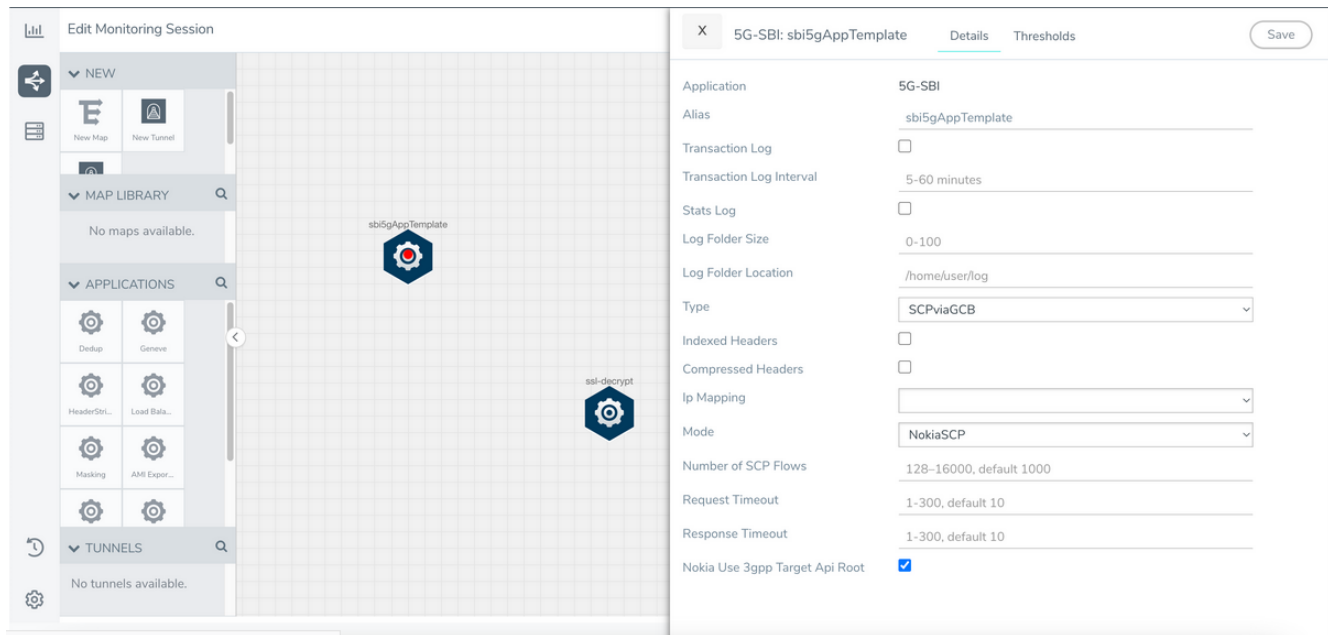 Edit Monitoring Session
NEW
New Map
New Tunnel
MAP LIBRARY
No maps available.
APPLICATIONS
Dedup
Geneve
HeaderStri...
Load Bala...
Masking
AMI Expor...
TUNNELS
No tunnels available.
sbi5gAppTemplate
ssl-decrypt
X
5G-SBI: sbi5gAppTemplate
Details
Thresholds
Save
Application 5G-SBI
Alias sbi5gAppTemplate
Transaction Log
Transaction Log Interval 5-60 minutes
Stats Log
Log Folder Size 0-100
Log Folder Location /home/user/log
Type SCPviaGCB
Indexed Headers
Compressed Headers
Ip Mapping
Mode NokiaSCP
Number of SCP Flows 128–16000, default 1000
Request Timeout 1-300, default 10
Response Timeout 1-300, default 10
Nokia Use 3gpp Target Api Root